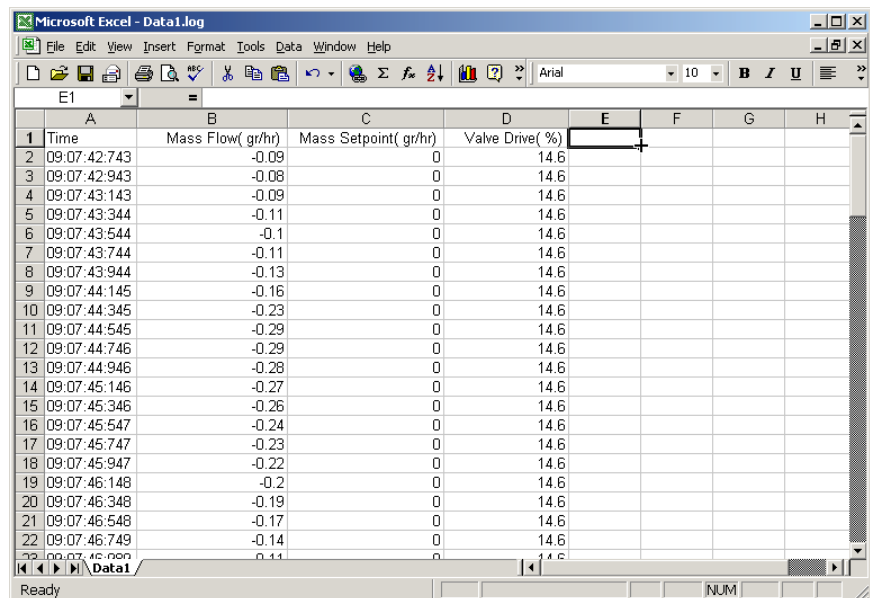 Microsoft Excel - Data1.log
File Edit View Insert Format Tools Data Window Help
Arial 10 B I U
E1 =
A B C D E F G H
1 Time Mass Flow( gr/hr) Mass Setpoint( gr/hr) Valve Drive( %)
2 09:07:42:743 -0.09 0 14.6
3 09:07:42:943 -0.08 0 14.6
4 09:07:43:143 -0.09 0 14.6
5 09:07:43:344 -0.11 0 14.6
6 09:07:43:544 -0.1 0 14.6
7 09:07:43:744 -0.11 0 14.6
8 09:07:43:944 -0.13 0 14.6
9 09:07:44:145 -0.16 0 14.6
10 09:07:44:345 -0.23 0 14.6
11 09:07:44:545 -0.29 0 14.6
12 09:07:44:746 -0.29 0 14.6
13 09:07:44:946 -0.28 0 14.6
14 09:07:45:146 -0.27 0 14.6
15 09:07:45:346 -0.26 0 14.6
16 09:07:45:547 -0.24 0 14.6
17 09:07:45:747 -0.23 0 14.6
18 09:07:45:947 -0.22 0 14.6
19 09:07:46:148 -0.2 0 14.6
20 09:07:46:348 -0.19 0 14.6
21 09:07:46:548 -0.17 0 14.6
22 09:07:46:749 -0.14 0 14.6
Data1
Ready NUM